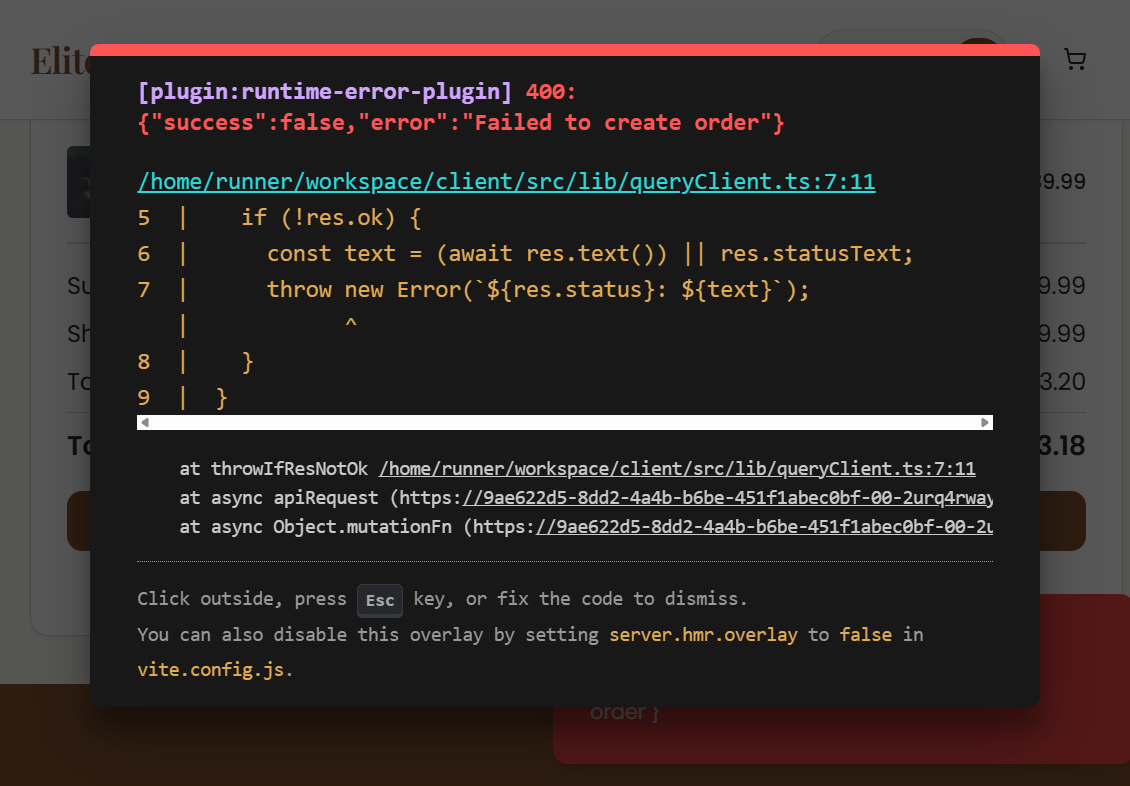 Elite
[plugin:runtime-error-plugin] 400:
{"success":false,"error":"Failed to create order"}
/home/runner/workspace/client/src/lib/queryClient.ts:7:11
5 | if (!res.ok) {
6 | const text = (await res.text()) || res.statusText;
7 | throw new Error(`${res.status}: ${text}`);
| ^
8 | }
9 | }
at throwIfResNotOk /home/runner/workspace/client/src/lib/queryClient.ts:7:11
at async apiRequest (https://9ae622d5-8dd2-4a4b-b6be-451f1abec0bf-00-2urq4rway
at async Object.mutationFn (https://9ae622d5-8dd2-4a4b-b6be-451f1abec0bf-00-2u
Click outside, press Esc key, or fix the code to dismiss.
You can also disable this overlay by setting server.hmr.overlay to false in
vite.config.js.
9.99
Su 9.99
Sh 9.99
3.20
To 3.18
order }